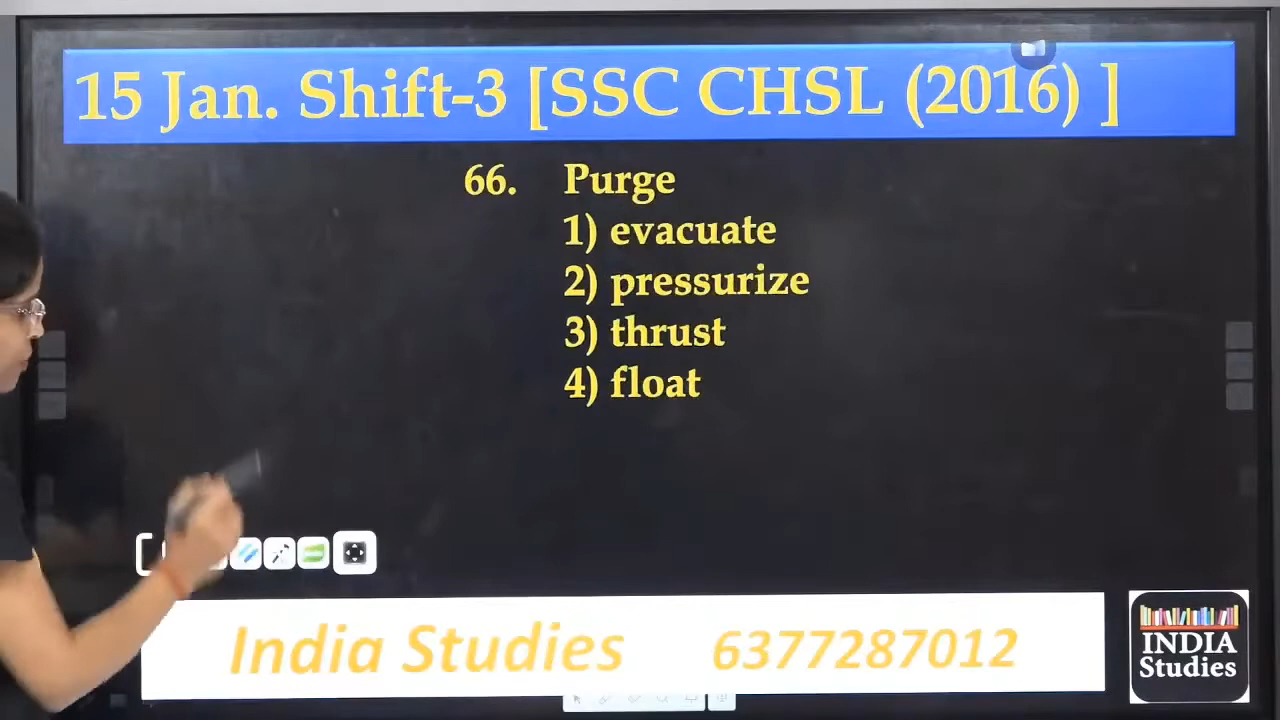 15 Jan. Shift-3 [SSC CHSL (2016) ]
66. Purge
1) evacuate
2) pressurize
3) thrust
4) float
India Studies 6377287012
INDIA
Studies